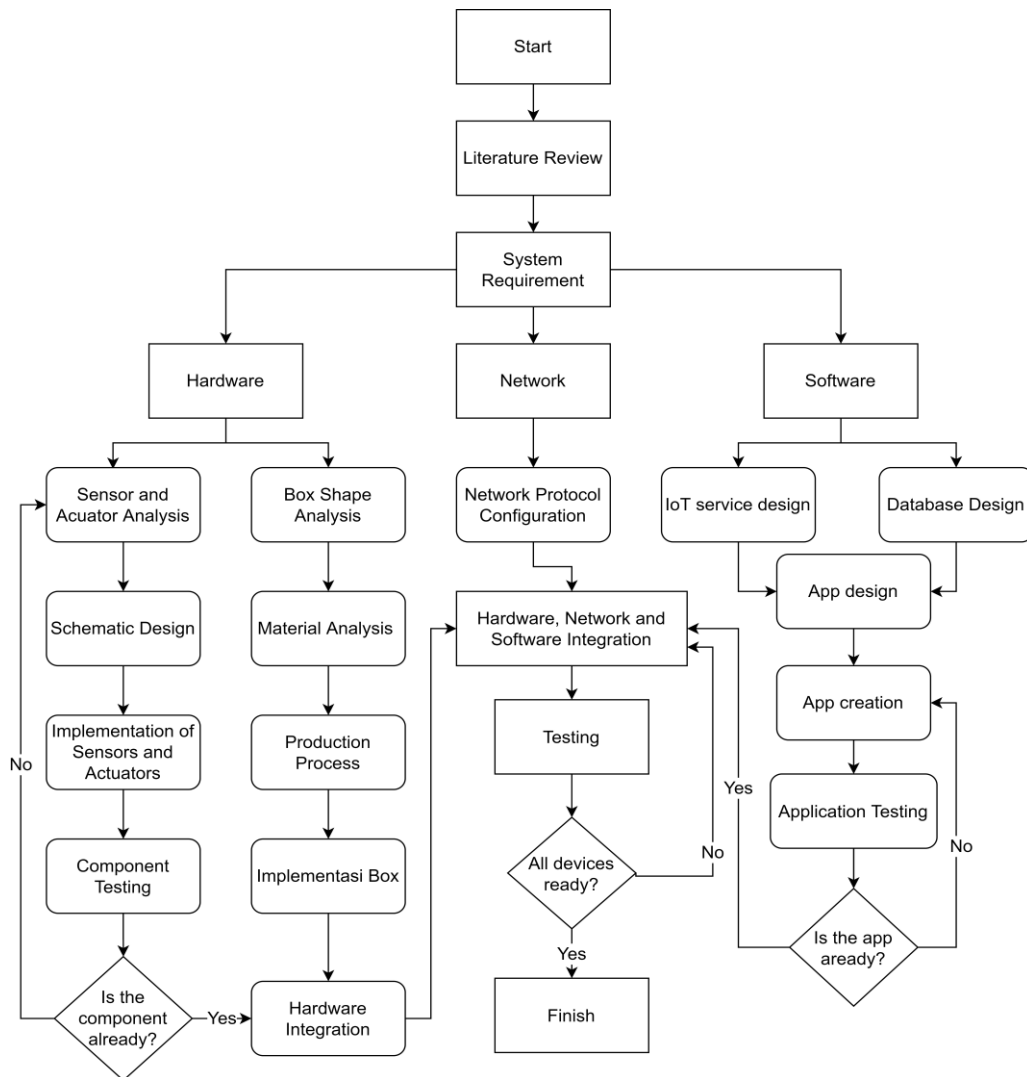 Start
Literature Review
System
Requirement
Hardware
Network
Software
Sensor and
Acuator Analysis
Box Shape
Analysis
Network Protocol
Configuration
IoT service design
Database Design
Schematic Design
Material Analysis
Hardware, Network and
Software Integration
App design
Implementation of
Sensors and
Actuators
Production
Process
Testing
App creation
No
Yes
Application Testing
Component
Testing
Implementasi Box
All devices
ready?
No
No
Is the app
aready?
Yes
Is the
component
already?
Yes
Hardware
Integration
Finish